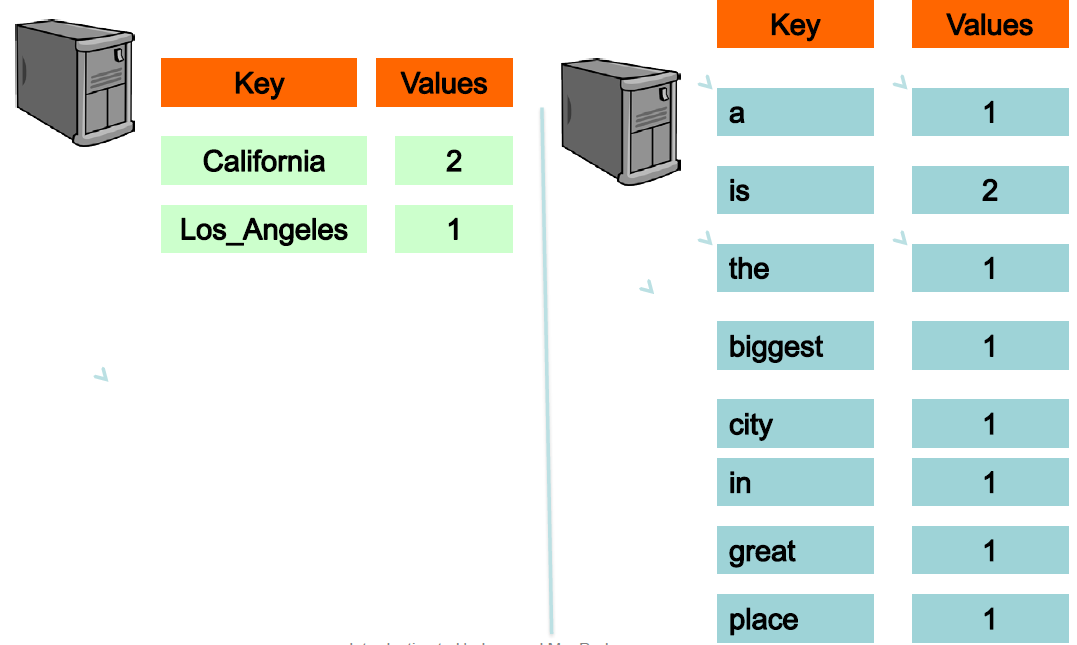 Key Values
California 2
Los_Angeles 1
Key Values
a 1
is 2
the 1
biggest 1
city 1
in 1
great 1
place 1